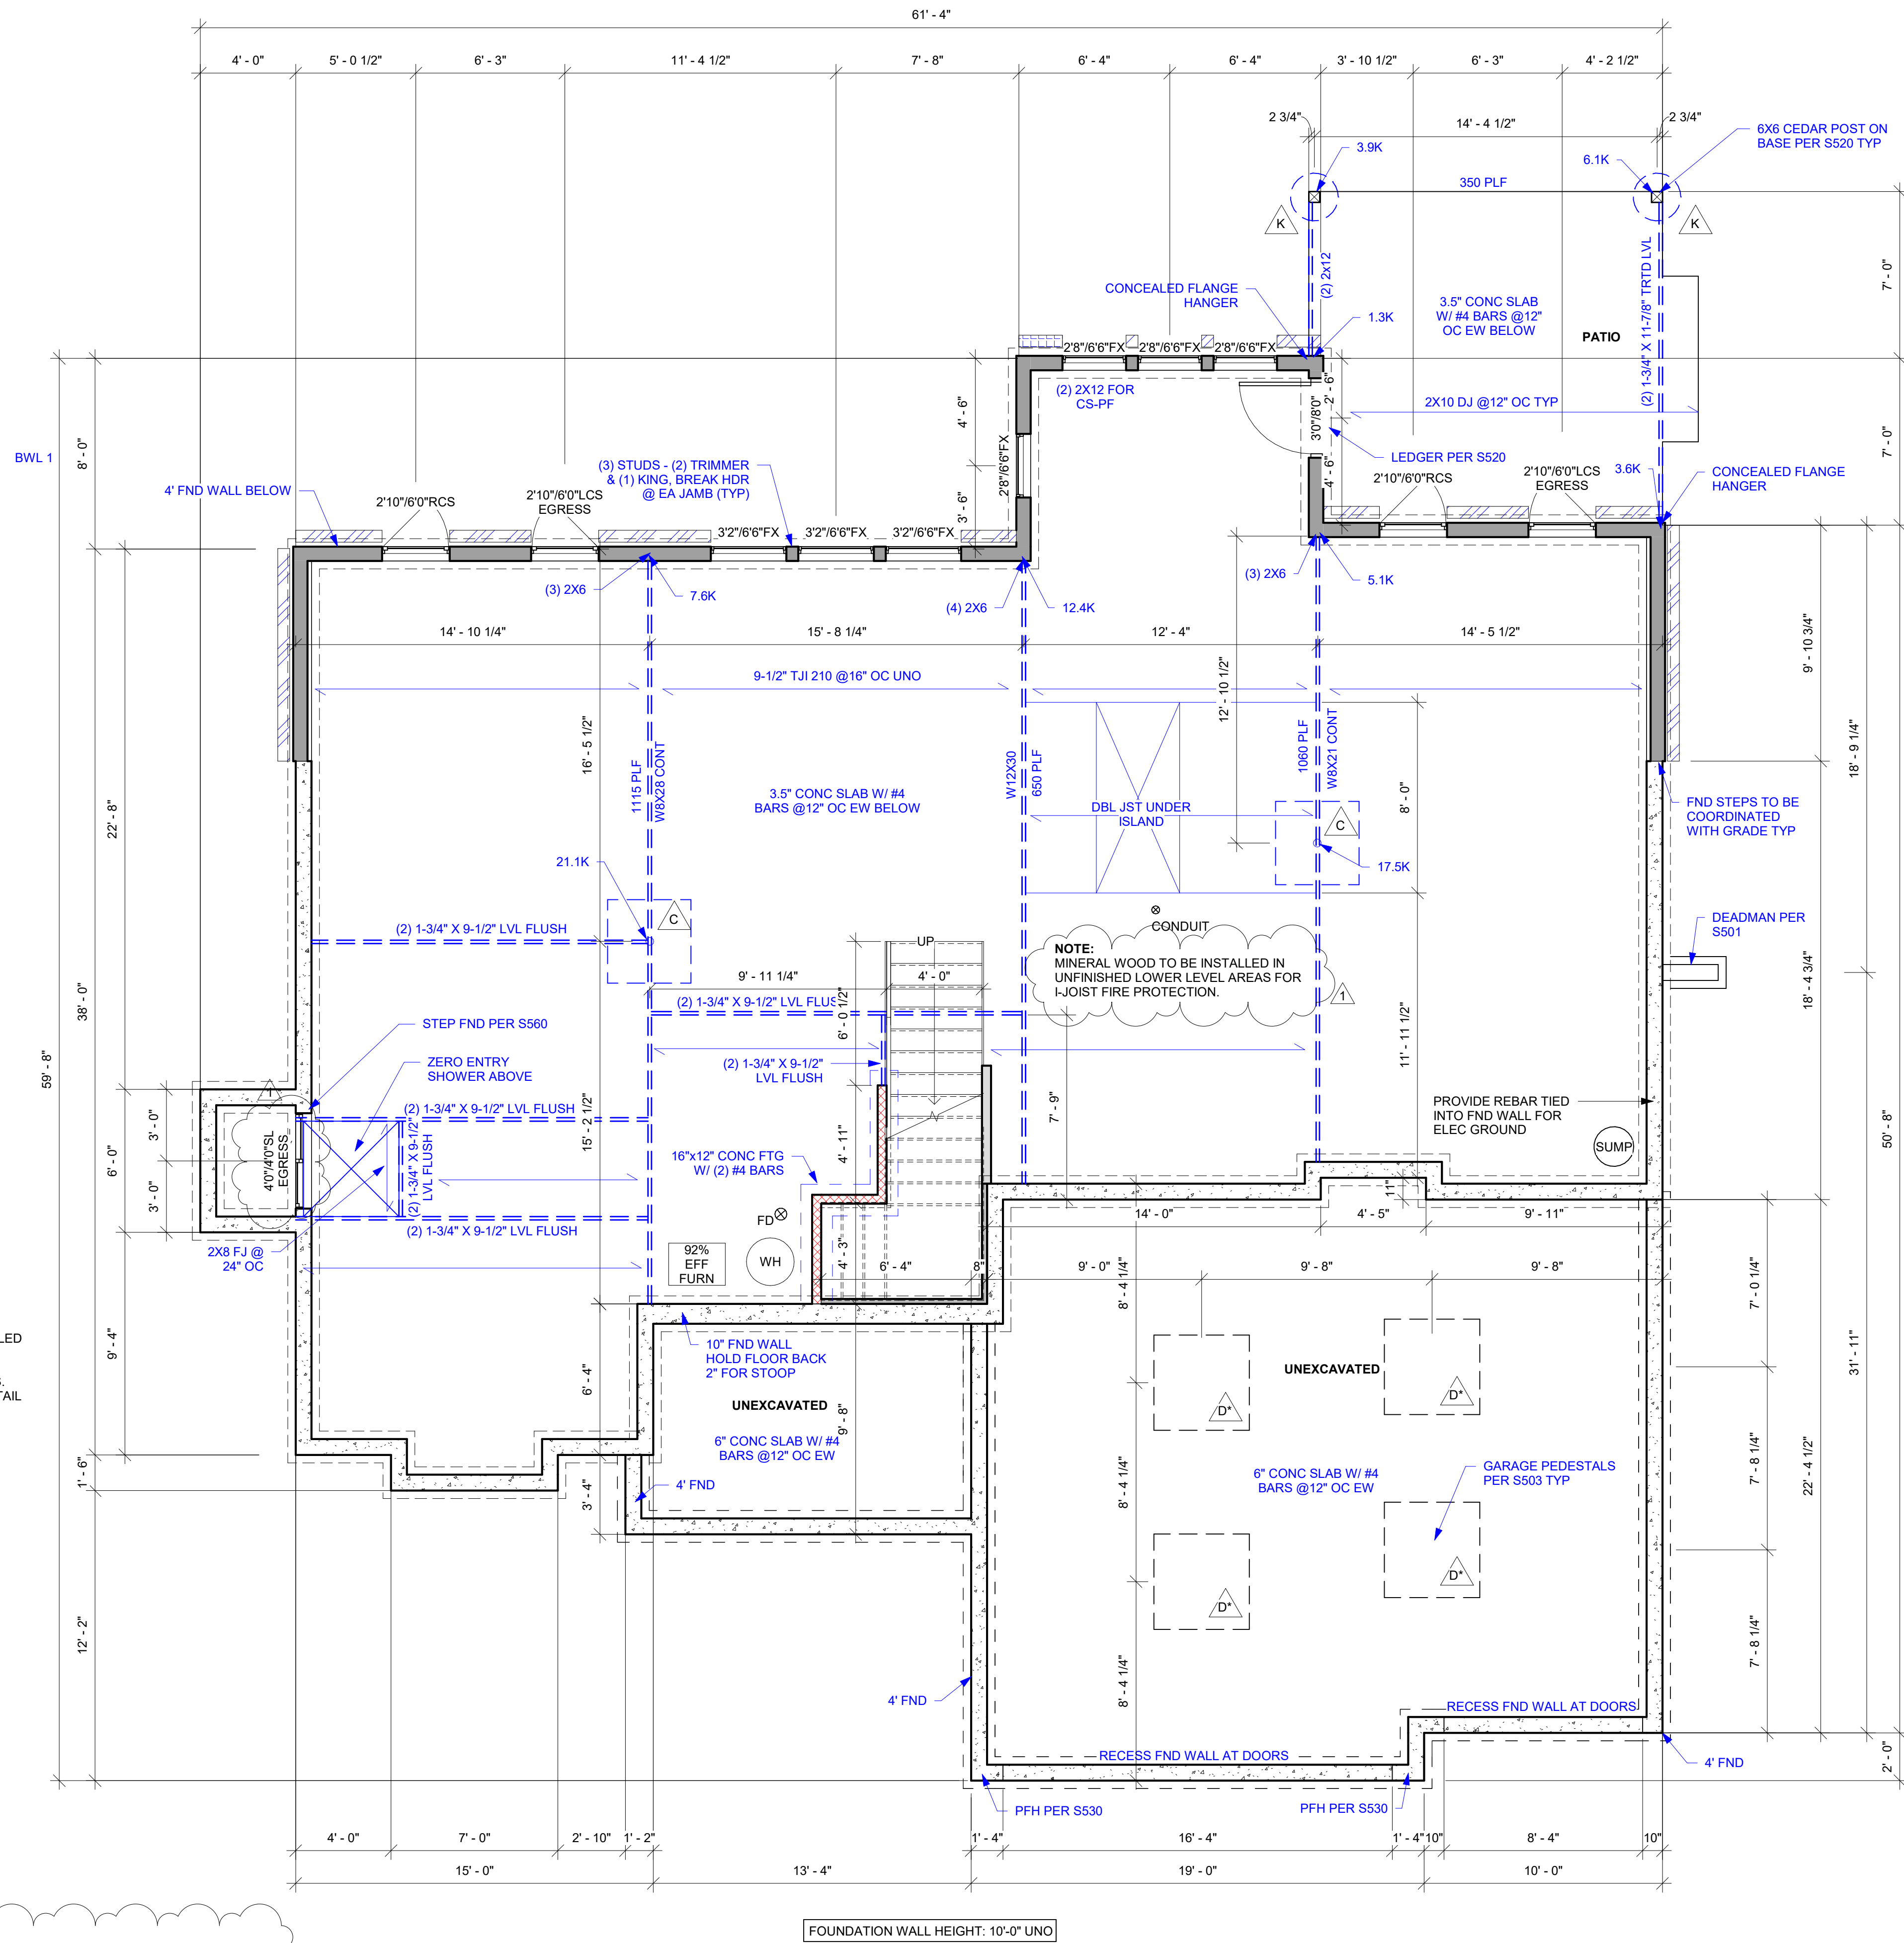 61' - 4"
4' - 0"
5' - 0 1/2"
6' - 3"
11' - 4 1/2"
7' - 8"
6' - 4"
6' - 4"
3' - 10 1/2"
6' - 3"
4' - 2 1/2"
2 3/4"
14' - 4 1/2"
2 3/4"
6X6 CEDAR POST ON
BASE PER S520 TYP
3.9K
6.1K
350 PLF
K
K
(2) 2x12
(2) 1-3/4" X 11-7/8" TRTD LVL
7' - 0"
CONCEALED FLANGE
HANGER
1.3K
3.5" CONC SLAB
W/ #4 BARS @12"
OC EW BELOW
PATIO
2'8"/6'6"FX
2'8"/6'6"FX
2'8"/6'6"FX
(2) 2X12 FOR
CS-PF
2' - 6"
3'0"/8'0"
4' - 6"
2X10 DJ @12" OC TYP
LEDGER PER S520
7' - 0"
4' - 6"
2'8"/6'6"FX
3' - 6"
BWL 1
8' - 0"
(3) STUDS - (2) TRIMMER
& (1) KING, BREAK HDR
@ EA JAMB (TYP)
4' FND WALL BELOW
2'10"/6'0"RCS
2'10"/6'0"LCS
EGRESS
3'2"/6'6"FX
3'2"/6'6"FX
3'2"/6'6"FX
2'10"/6'0"RCS
2'10"/6'0"LCS
EGRESS
3.6K
CONCEALED FLANGE
HANGER
(3) 2X6
7.6K
(4) 2X6
12.4K
(3) 2X6
5.1K
14' - 10 1/4"
15' - 8 1/4"
12' - 4"
14' - 5 1/2"
9-1/2" TJI 210 @16" OC UNO
9' - 10 3/4"
18' - 9 1/4"
12' - 10 1/2"
16' - 5 1/2"
1115 PLF
W8X28 CONT
W12X30
650 PLF
1060 PLF
W8X21 CONT
22' - 8"
3.5" CONC SLAB W/ #4
BARS @12" OC EW BELOW
DBL JST UNDER
ISLAND
8' - 0"
C
FND STEPS TO BE
COORDINATED
WITH GRADE TYP
21.1K
17.5K
C
(2) 1-3/4" X 9-1/2" LVL FLUSH
CONDUIT
DEADMAN PER
S501
UP
NOTE:
MINERAL WOOD TO BE INSTALLED IN
UNFINISHED LOWER LEVEL AREAS FOR
I-JOIST FIRE PROTECTION.
1
9' - 11 1/4"
4' - 0"
(2) 1-3/4" X 9-1/2" LVL FLUS
6' - 0 1/2"
38' - 0"
59' - 8"
18' - 4 3/4"
11' - 11 1/2"
STEP FND PER S560
ZERO ENTRY
SHOWER ABOVE
(2) 1-3/4" X 9-1/2"
LVL FLUSH
7' - 9"
1
(2) 1-3/4" X 9-1/2" LVL FLUSH
(2) 1-3/4" X 9-1/2"
LVL FLUSH
15' - 2 1/2"
4' - 11"
PROVIDE REBAR TIED
INTO FND WALL FOR
ELEC GROUND
SUMP
50' - 8"
3' - 0"
6' - 0"
3' - 0"
4'0"/4'0"SL
EGRESS
16"x12" CONC FTG
W/ (2) #4 BARS
11"
(2) 1-3/4" X 9-1/2" LVL FLUSH
FD
2X8 FJ @
24" OC
92%
EFF
FURN
WH
4' - 3"
14' - 0"
4' - 5"
9' - 11"
6' - 4"
8"
9' - 0"
9' - 8"
9' - 8"
8' - 4 1/4"
7' - 0 1/4"
LED
9' - 4"
10" FND WALL
HOLD FLOOR BACK
2" FOR STOOP
31' - 11"
6' - 4"
UNEXCAVATED
UNEXCAVATED
S.
TAIL
D*
D*
9' - 8"
6" CONC SLAB W/ #4
BARS @12" OC EW
1' - 6"
3' - 4"
4' FND
8' - 4 1/4"
6" CONC SLAB W/ #4
BARS @12" OC EW
GARAGE PEDESTALS
PER S503 TYP
7' - 8 1/4"
22' - 4 1/2"
D*
D*
12' - 2"
7' - 8 1/4"
8' - 4 1/4"
4' FND
RECESS FND WALL AT DOORS
RECESS FND WALL AT DOORS
4' FND
2' - 0"
PFH PER S530
PFH PER S530
4' - 0"
7' - 0"
2' - 10"
1' - 2"
1' - 4"
16' - 4"
1' - 4"
10"
8' - 4"
10"
15' - 0"
13' - 4"
19' - 0"
10' - 0"
FOUNDATION WALL HEIGHT: 10'-0" UNO